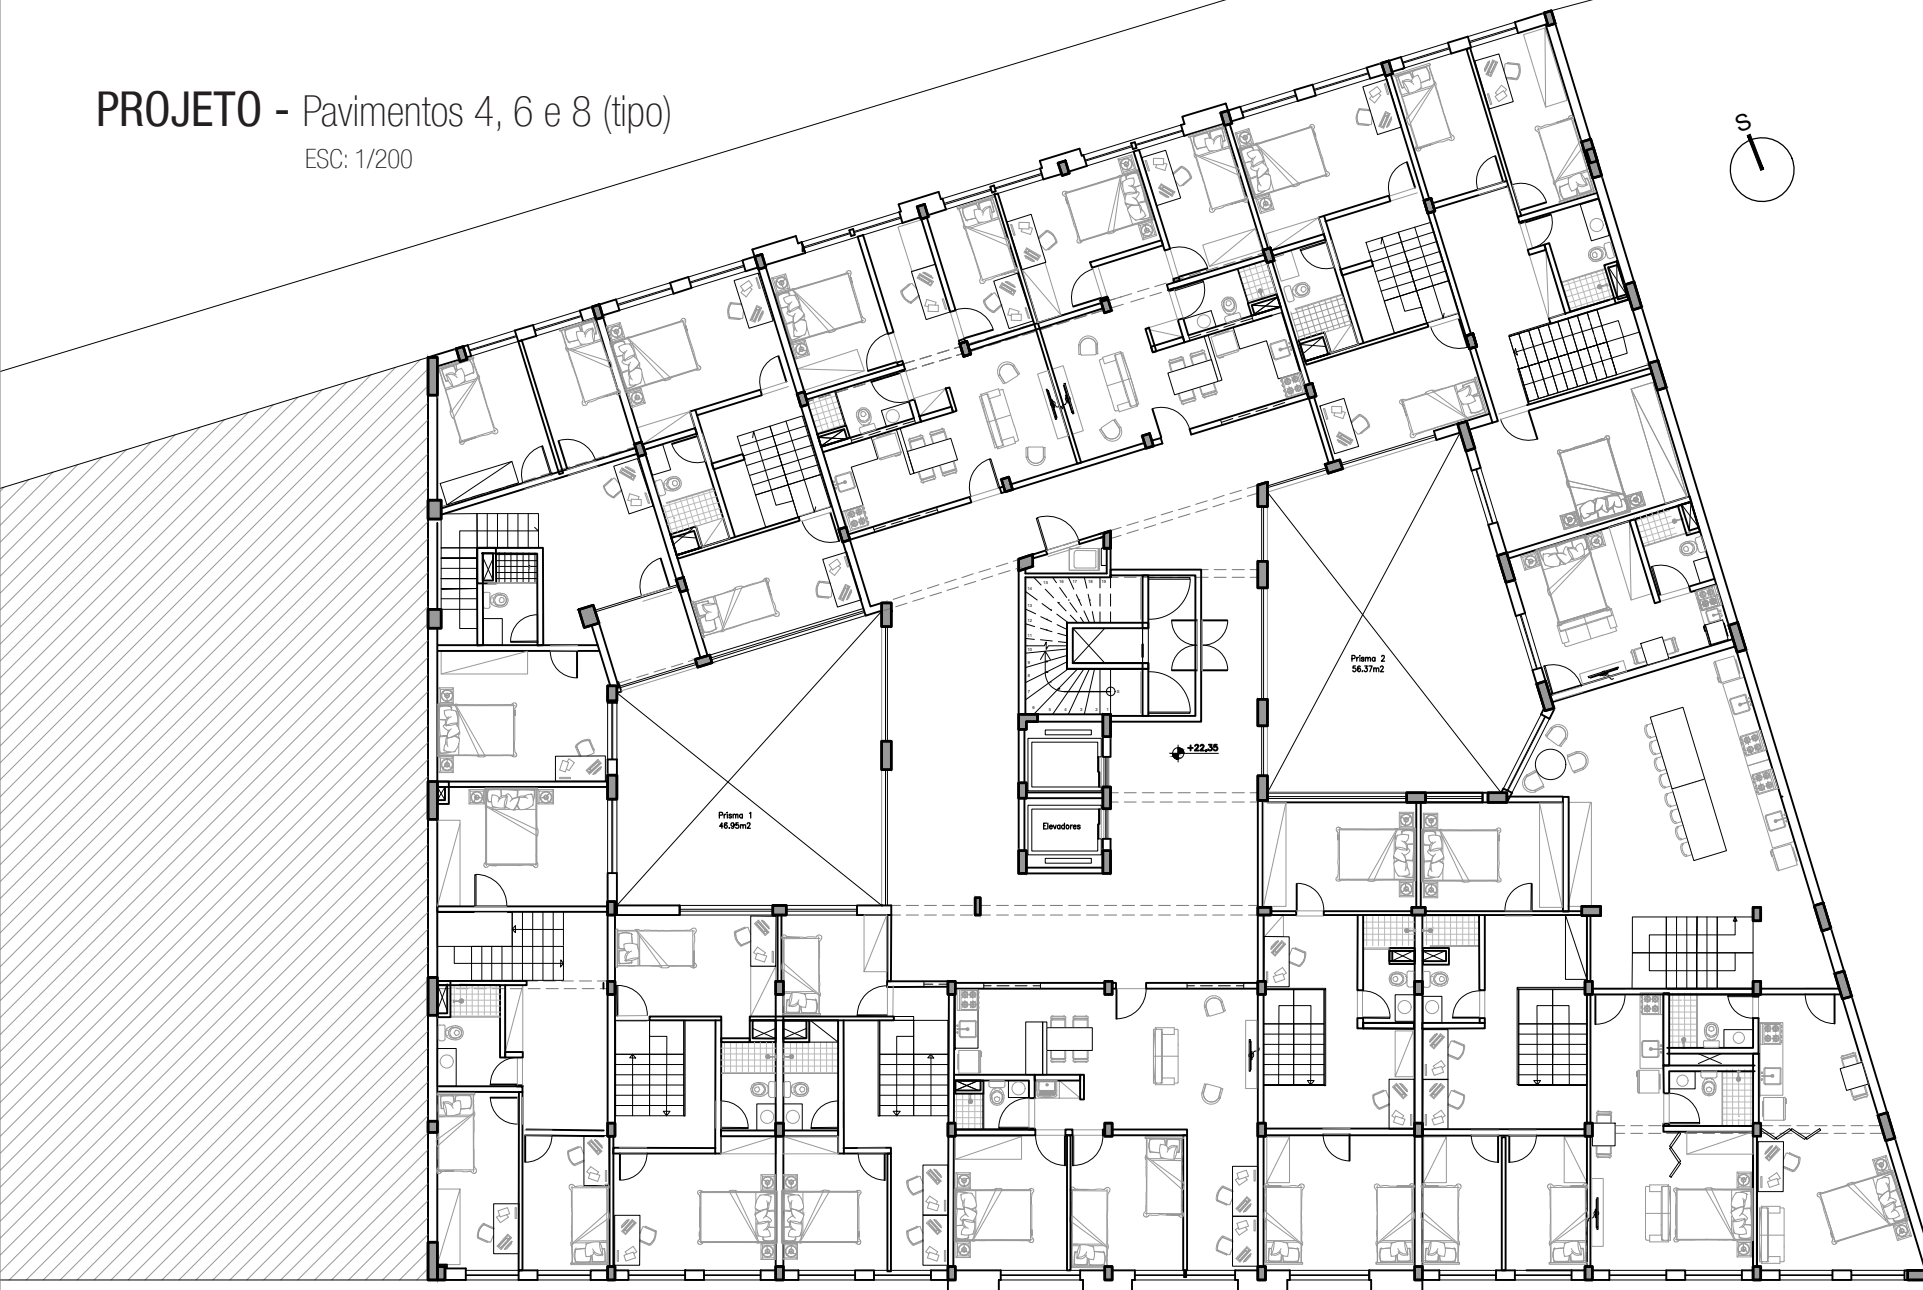 PROJETO - Pavimentos 4, 6 e 8 (tipo)
ESC: 1/200
S
Prisma 2
56.37m2
+22,35
Prisma 1
46.95m2
Elevadores